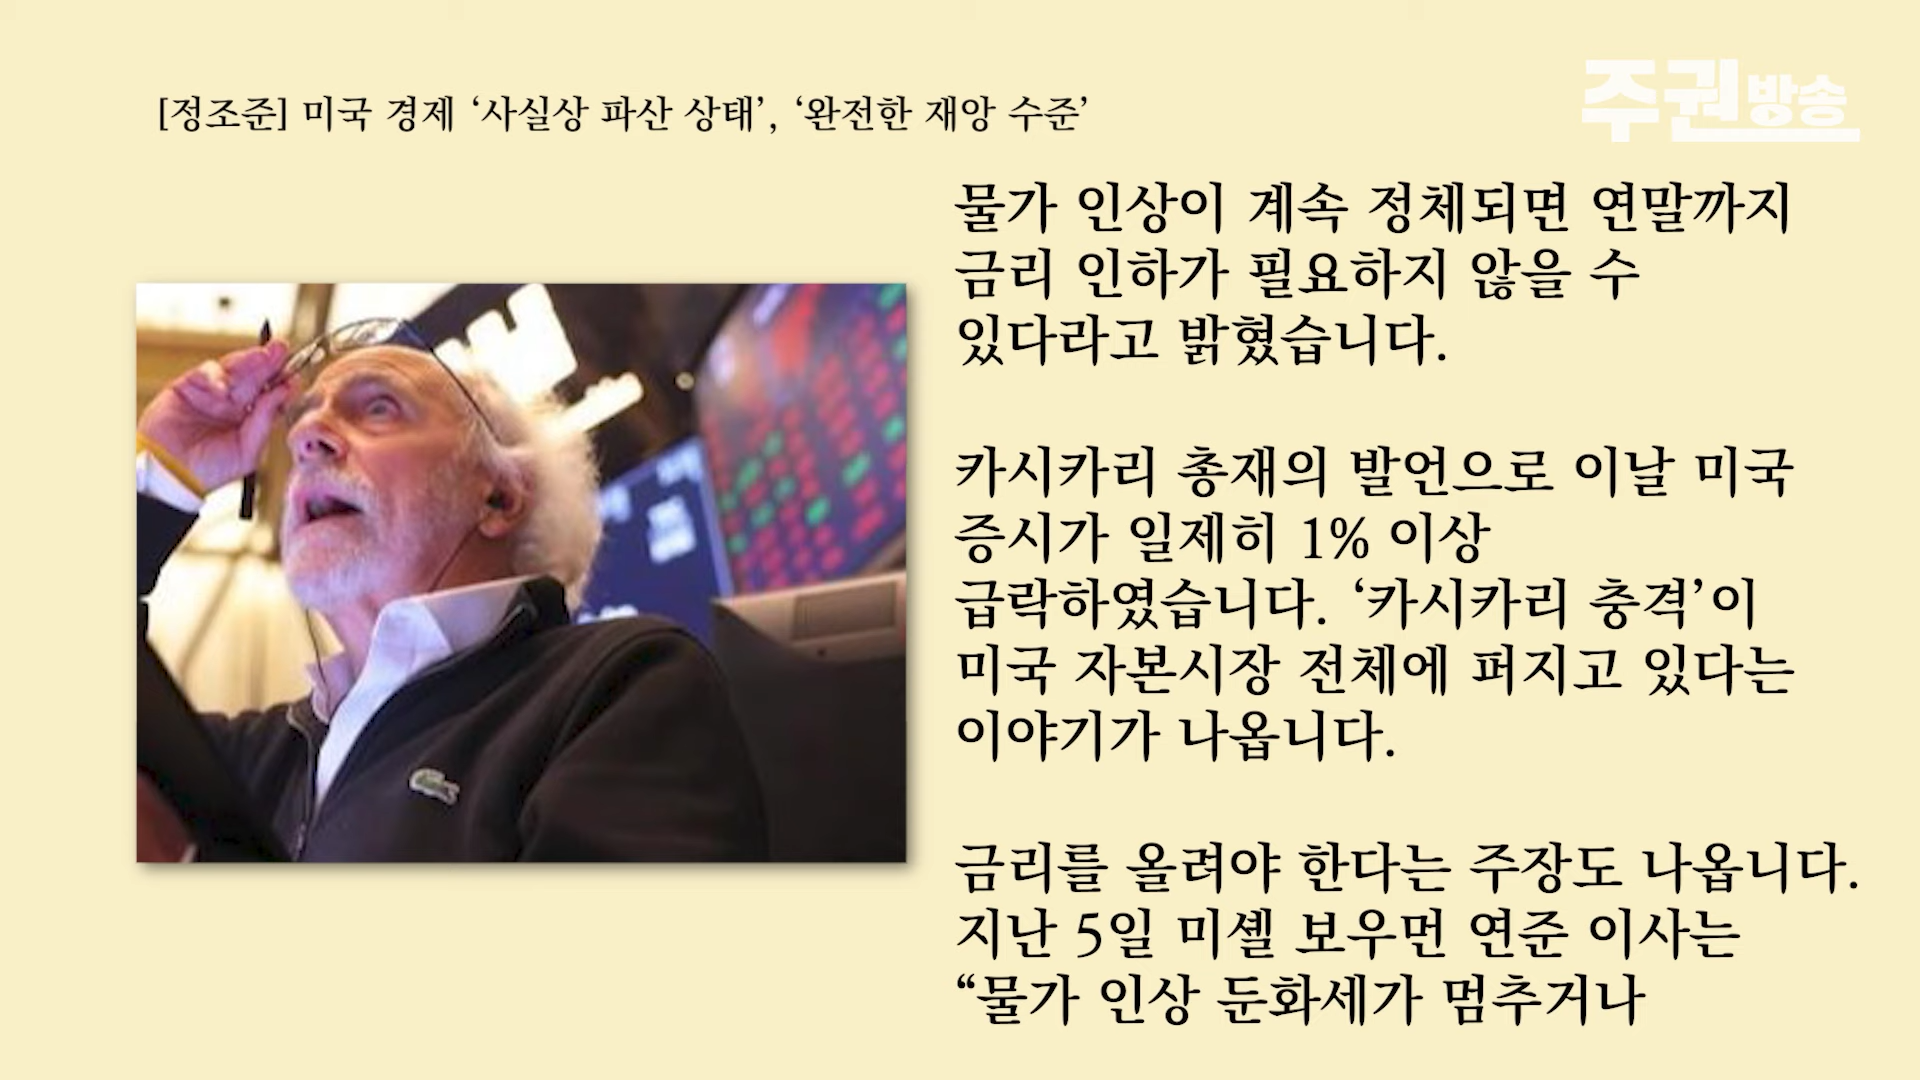 [정조준] 미국 경제 ‘사실상 파산 상태’, ‘완전한 재앙 수준’
주권방송
물가 인상이 계속 정체되면 연말까지
금리 인하가 필요하지 않을 수
있다라고 밝혔습니다.
카시카리 총재의 발언으로 이날 미국
증시가 일제히 1% 이상
급락하였습니다. ‘카시카리 충격’이
미국 자본시장 전체에 퍼지고 있다는
이야기가 나옵니다.
금리를 올려야 한다는 주장도 나옵니다.
지난 5일 미셸 보우먼 연준 이사는
“물가 인상 둔화세가 멈추거나